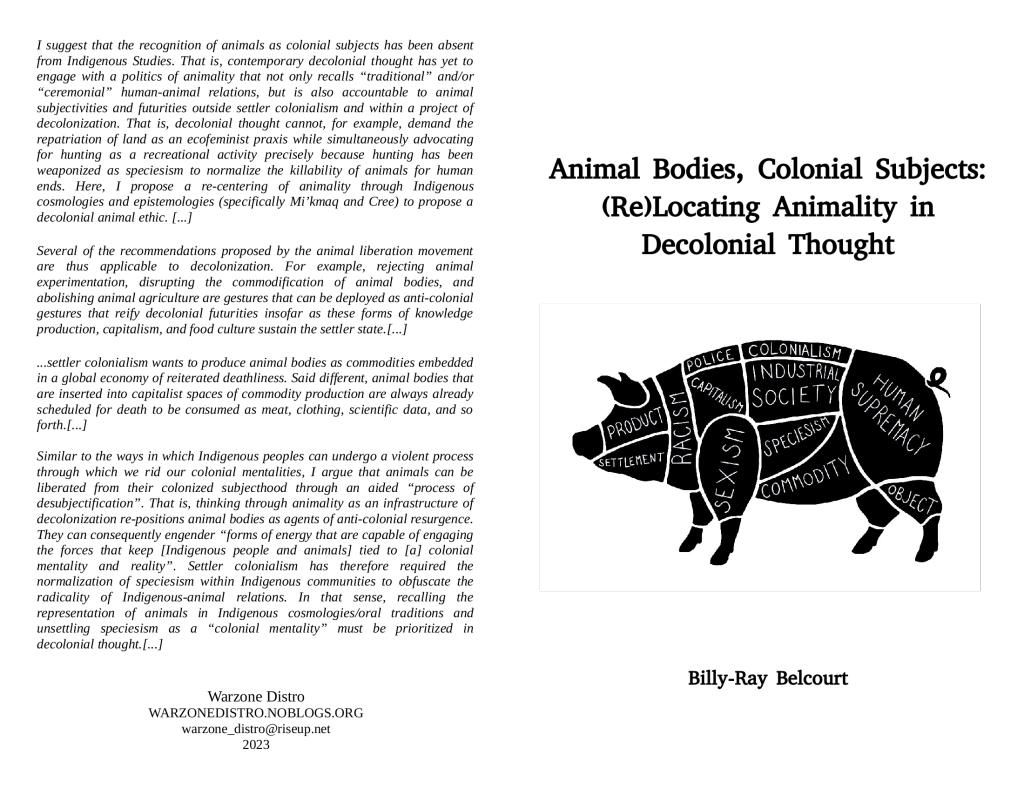 I suggest that the recognition of animals as colonial subjects has been absent
from Indigenous Studies. That is, contemporary decolonial thought has yet to
engage with a politics of animality that not only recalls “traditional” and/or
“ceremonial” human-animal relations, but is also accountable to animal
subjectivities and futurities outside settler colonialism and within a project of
decolonization. That is, decolonial thought cannot, for example, demand the
repatriation of land as an ecofeminist praxis while simultaneously advocating
for hunting as a recreational activity precisely because hunting has been
weaponized as speciesism to normalize the killability of animals for human
ends. Here, I propose a re-centering of animality through Indigenous
cosmologies and epistemologies (specifically Mi’kmaq and Cree) to propose a
decolonial animal ethic. [...]
Several of the recommendations proposed by the animal liberation movement
are thus applicable to decolonization. For example, rejecting animal
experimentation, disrupting the commodification of animal bodies, and
abolishing animal agriculture are gestures that can be deployed as anti-colonial
gestures that reify decolonial futurities insofar as these forms of knowledge
production, capitalism, and food culture sustain the settler state.[...]
...settler colonialism wants to produce animal bodies as commodities embedded
in a global economy of reiterated deathliness. Said different, animal bodies that
are inserted into capitalist spaces of commodity production are always already
scheduled for death to be consumed as meat, clothing, scientific data, and so
forth.[...]
Similar to the ways in which Indigenous peoples can undergo a violent process
through which we rid our colonial mentalities, I argue that animals can be
liberated from their colonized subjecthood through an aided “process of
desubjectification”. That is, thinking through animality as an infrastructure of
decolonization re-positions animal bodies as agents of anti-colonial resurgence.
They can consequently engender “forms of energy that are capable of engaging
the forces that keep [Indigenous people and animals] tied to [a] colonial
mentality and reality”. Settler colonialism has therefore required the
normalization of speciesism within Indigenous communities to obfuscate the
radicality of Indigenous-animal relations. In that sense, recalling the
representation of animals in Indigenous cosmologies/oral traditions and
unsettling speciesism as a “colonial mentality” must be prioritized in
decolonial thought.[...]
Warzone Distro
WARZONEDISTRO.NOBLOGS.ORG
warzone_distro@riseup.net
2023
Animal Bodies, Colonial Subjects:
(Re)Locating Animality in
Decolonial Thought
POLICE
COLONIALISM
PRODUCT
SETTLEMENT
RACISM
CAPITALISM
INDUSTRIAL
SOCIETY
HUMAN
SUPREMACY
SEXISM
SPECIESISM
COMMODITY
OBJECT
Billy-Ray Belcourt